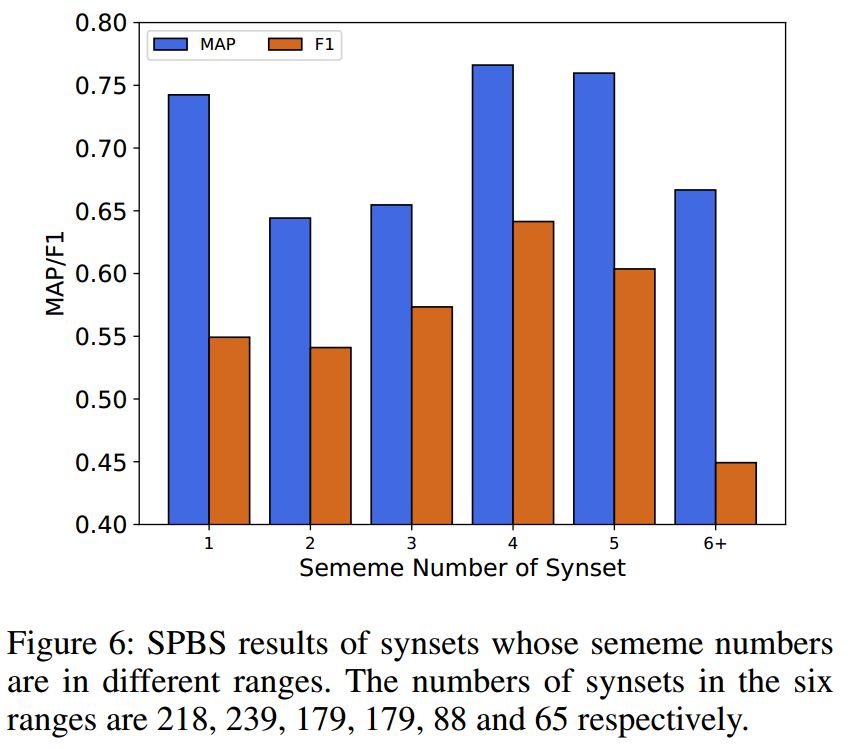 0.80
MAP F1
0.75
0.70
0.65
0.60
0.55
0.50
0.45
0.40
MAP/F1
1 2 3 4 5 6+
Sememe Number of Synset
Figure 6: SPBS results of synsets whose sememe numbers
are in different ranges. The numbers of synsets in the six
ranges are 218, 239, 179, 179, 88 and 65 respectively.